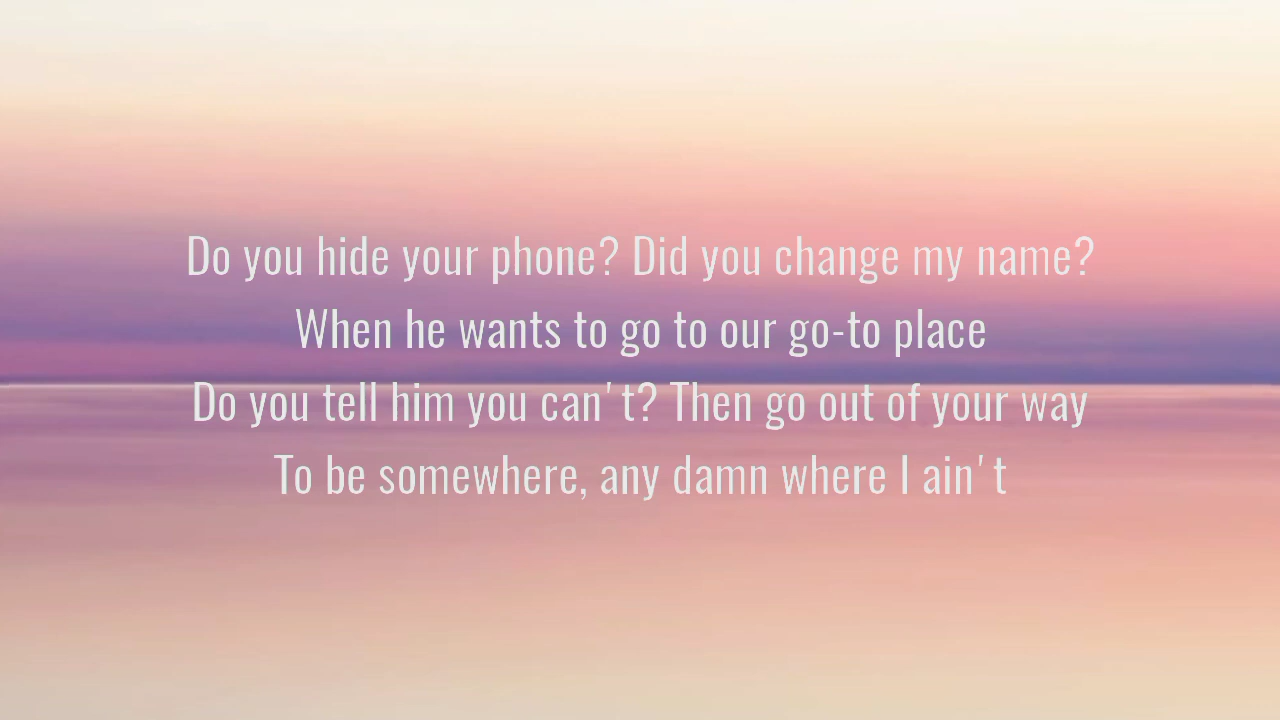 Do you hide your phone? Did you change my name?
When he wants to go to our go-to place
Do you tell him you can't? Then go out of your way
To be somewhere, any damn where I ain't